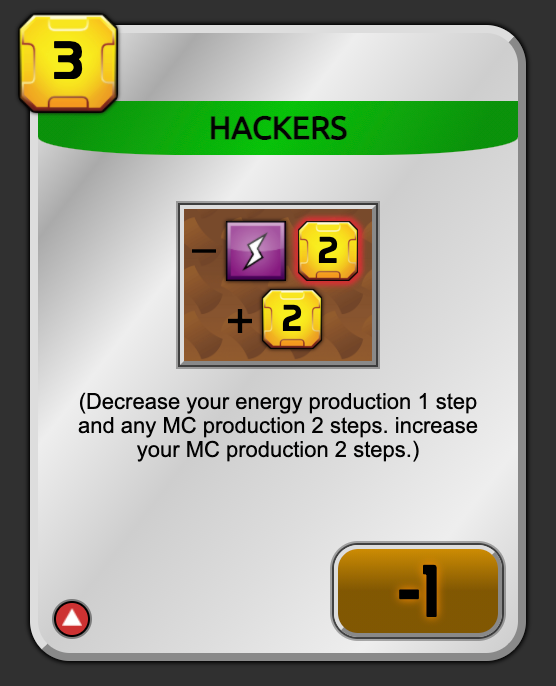 3
HACKERS
– 2
+ 2
(Decrease your energy production 1 step
and any MC production 2 steps. increase
your MC production 2 steps.)
-1